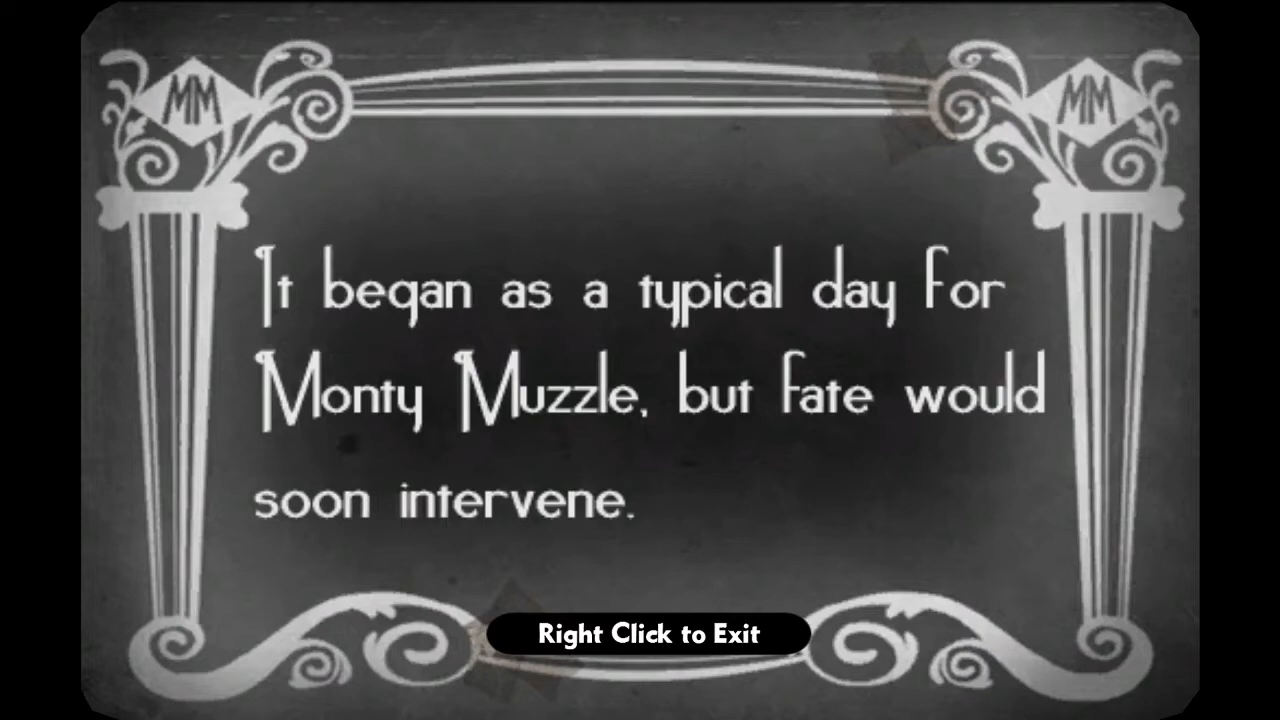 MM MM
It began as a typical day for
Monty Muzzle, but fate would
soon intervene.
Right Click to Exit